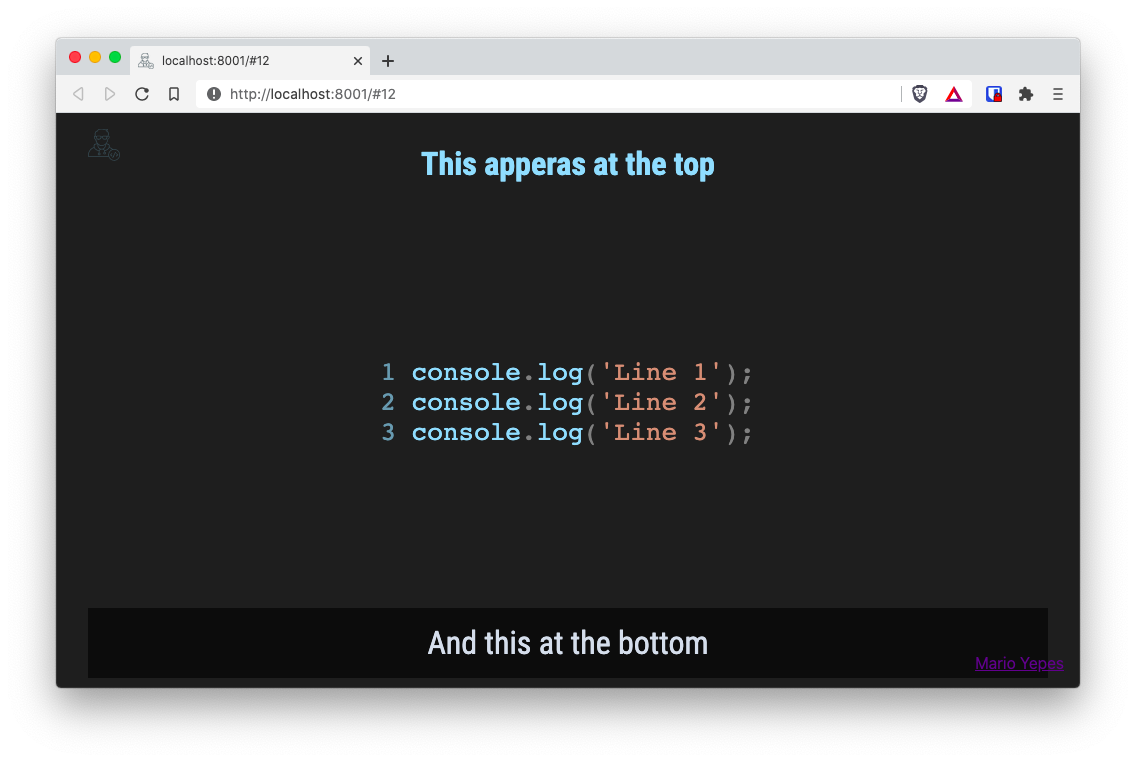 localhost:8001/#12
http://localhost:8001/#12
This apperas at the top
1 console.log('Line 1');
2 console.log('Line 2');
3 console.log('Line 3');
And this at the bottom
Mario Yepes